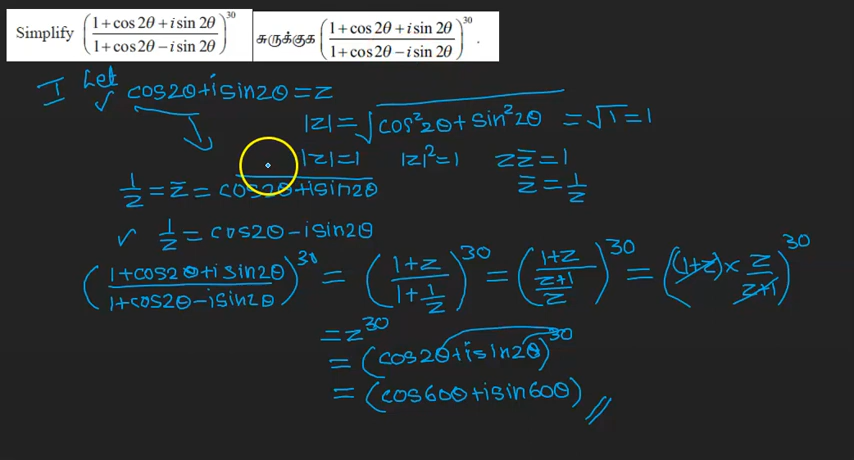 Simplify ((1+cos 2θ+i sin 2θ)/(1+cos 2θ−i sin 2θ))^30 சுருக்குக ((1+cos 2θ+i sin 2θ)/(1+cos 2θ−i sin 2θ))^30 .
I Let ✓ cos2θ+isin2θ=z
|z|=√(cos²2θ+sin²2θ) =√1=1
|z|=1 |z|²=1 z z̅=1
1/z=z̅= \overline{cos2θ+isin2θ} z̅=1/z
✓ 1/z=cos2θ−isin2θ
((1+cos2θ+isin2θ)/(1+cos2θ−isin2θ))^30 = ((1+z)/(1+1/z))^30 = ((1+z)/((z+1)/z))^30 = ((1+z)× z/(z+1))^30
=z^30
=(cos2θ+isin2θ)^30
=(cos60θ+isin60θ)//